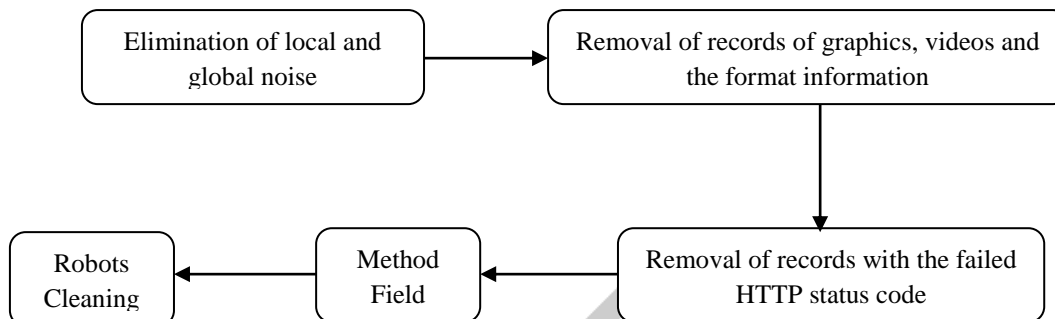 Elimination of local and
global noise
Removal of records of graphics, videos and
the format information
Removal of records with the failed
HTTP status code
Method
Field
Robots
Cleaning